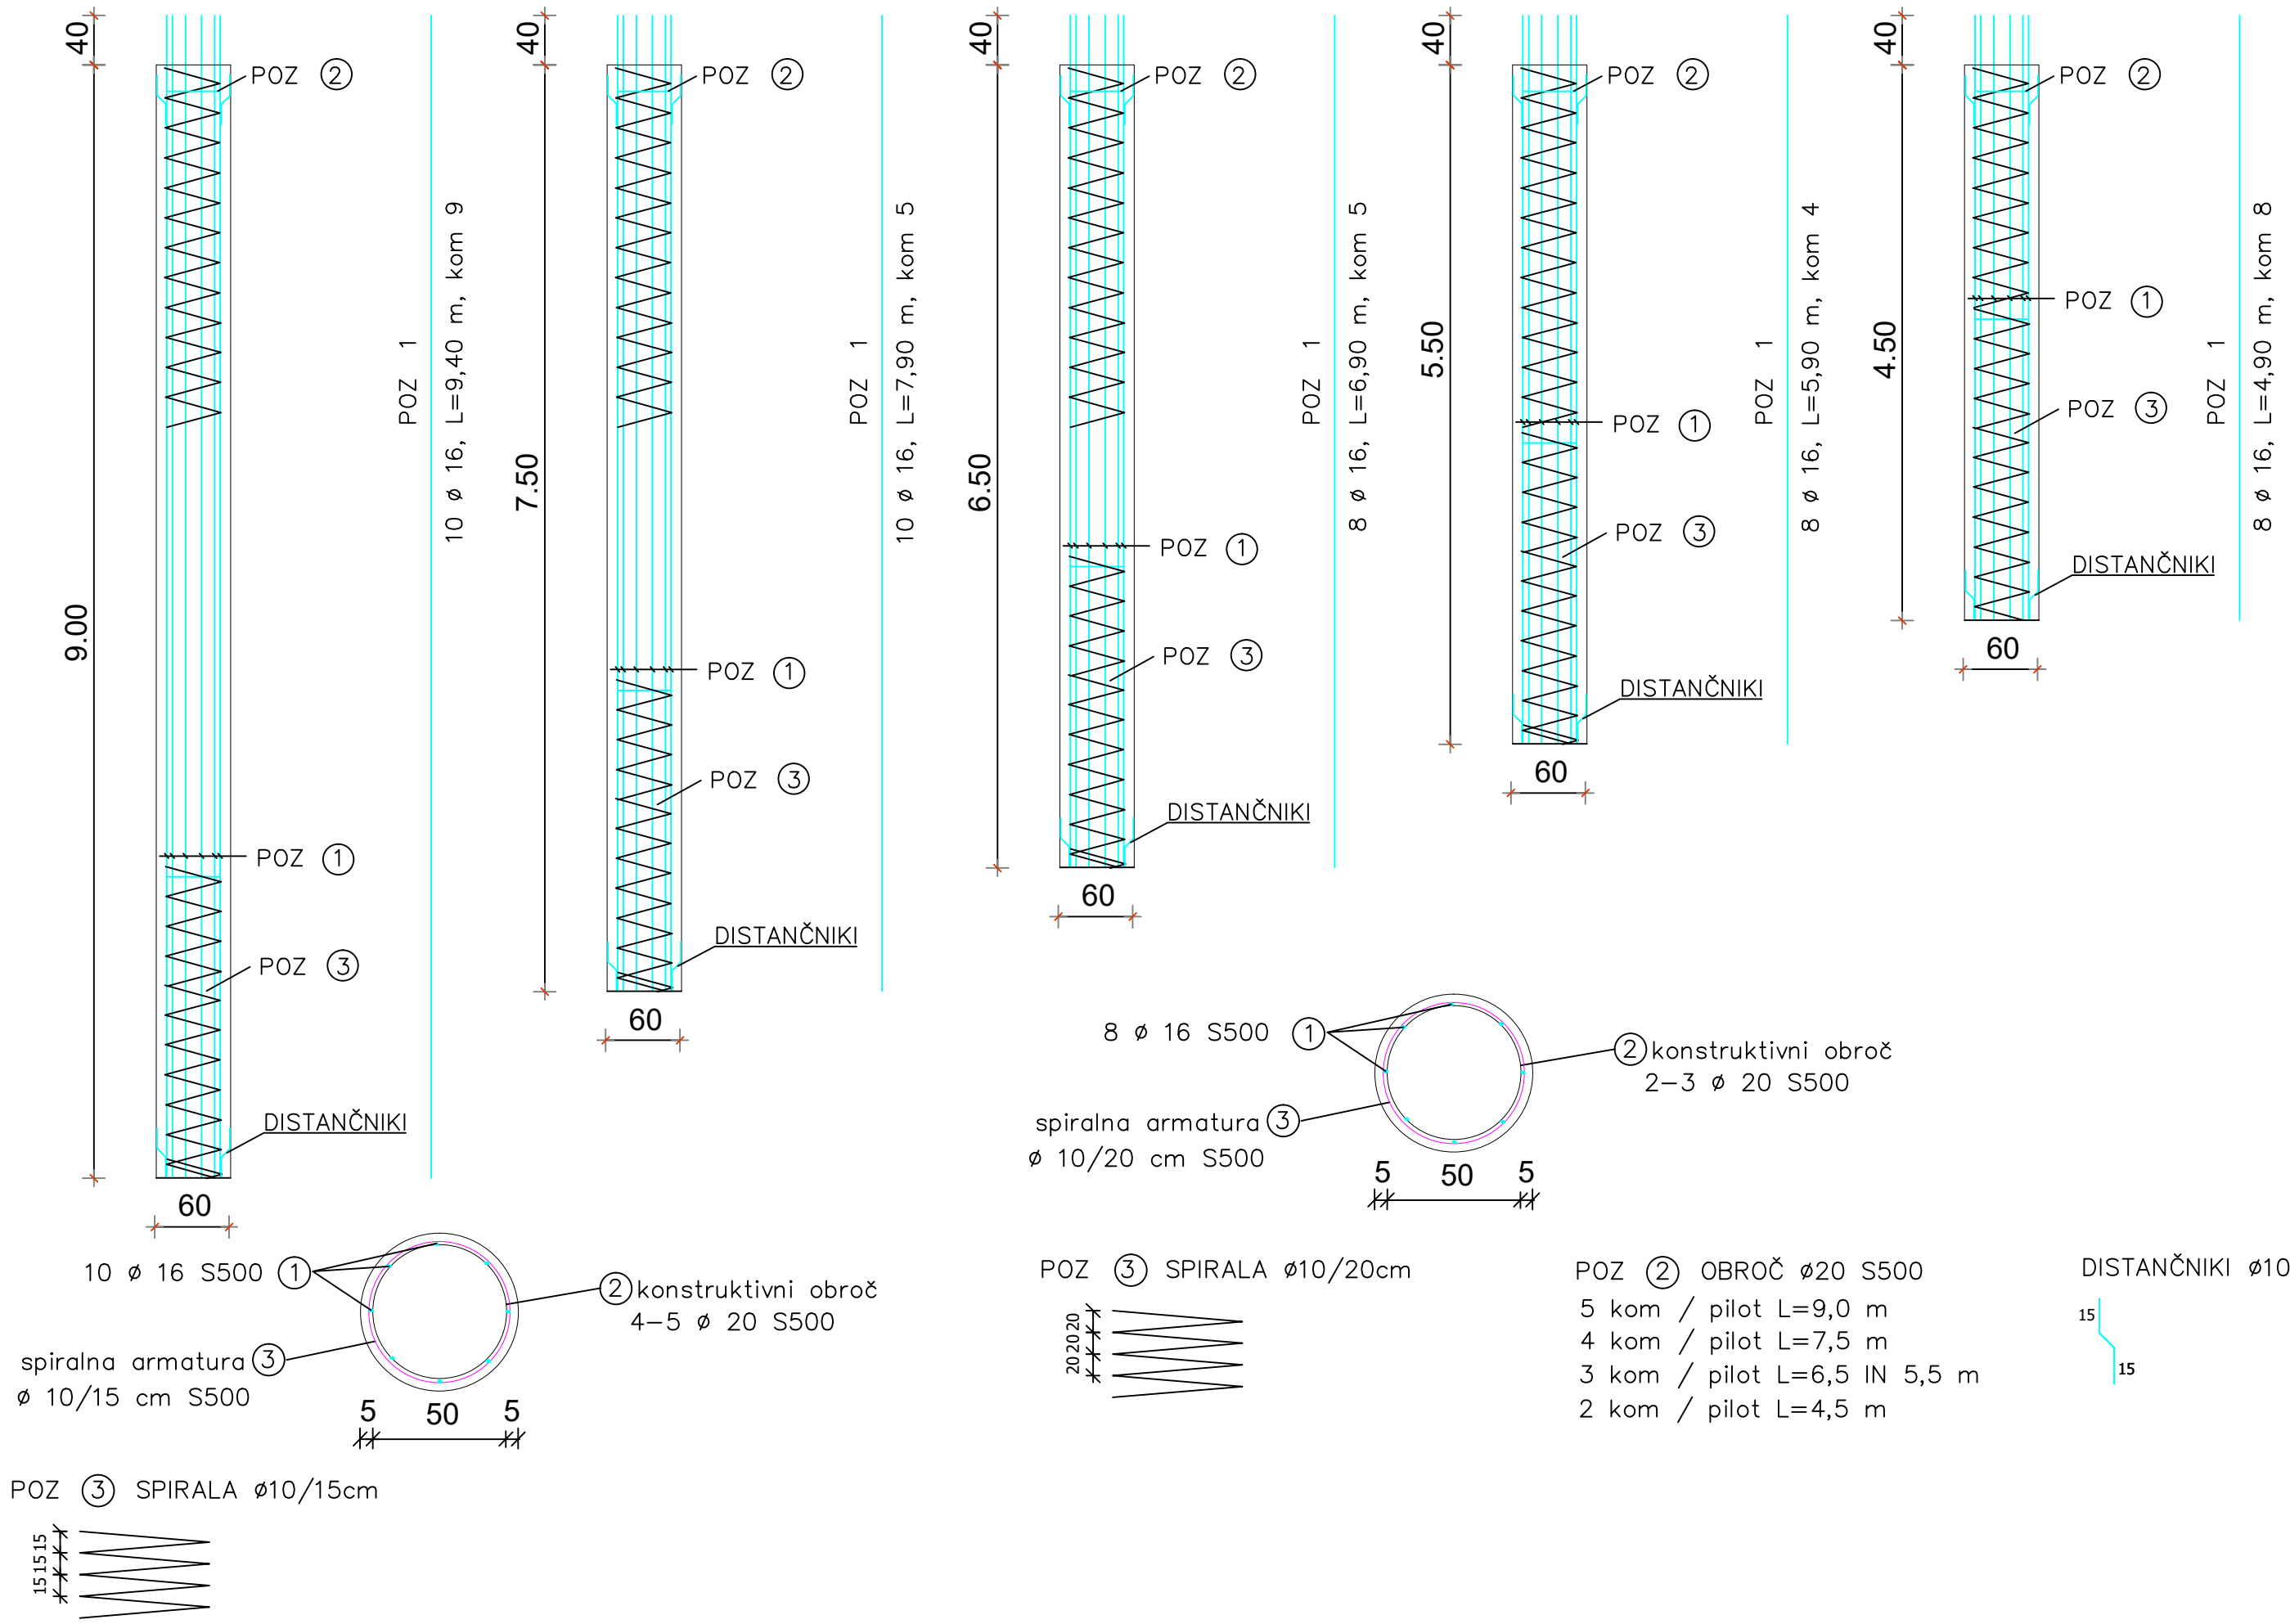 40
POZ 2
9.00
POZ 1
10 ø 16, L=9,40 m, kom 9
POZ 1
POZ 3
DISTANČNIKI
60
40
POZ 2
7.50
POZ 1
10 ø 16, L=7,90 m, kom 5
POZ 1
POZ 3
DISTANČNIKI
60
40
POZ 2
6.50
POZ 1
8 ø 16, L=6,90 m, kom 5
POZ 1
POZ 3
DISTANČNIKI
60
40
POZ 2
5.50
POZ 1
8 ø 16, L=5,90 m, kom 4
POZ 1
POZ 3
DISTANČNIKI
60
40
POZ 2
4.50
POZ 1
8 ø 16, L=4,90 m, kom 8
POZ 1
POZ 3
DISTANČNIKI
60
10 ø 16 S500 1
2 konstruktivni obroč
4-5 ø 20 S500
spiralna armatura 3
ø 10/15 cm S500
5 50 5
POZ 3 SPIRALA ø10/15cm
15 15 15
8 ø 16 S500 1
2 konstruktivni obroč
2-3 ø 20 S500
spiralna armatura 3
ø 10/20 cm S500
5 50 5
POZ 3 SPIRALA ø10/20cm
20 20 20
POZ 2 OBROČ ø20 S500
5 kom / pilot L=9,0 m
4 kom / pilot L=7,5 m
3 kom / pilot L=6,5 IN 5,5 m
2 kom / pilot L=4,5 m
DISTANČNIKI ø10
15
15